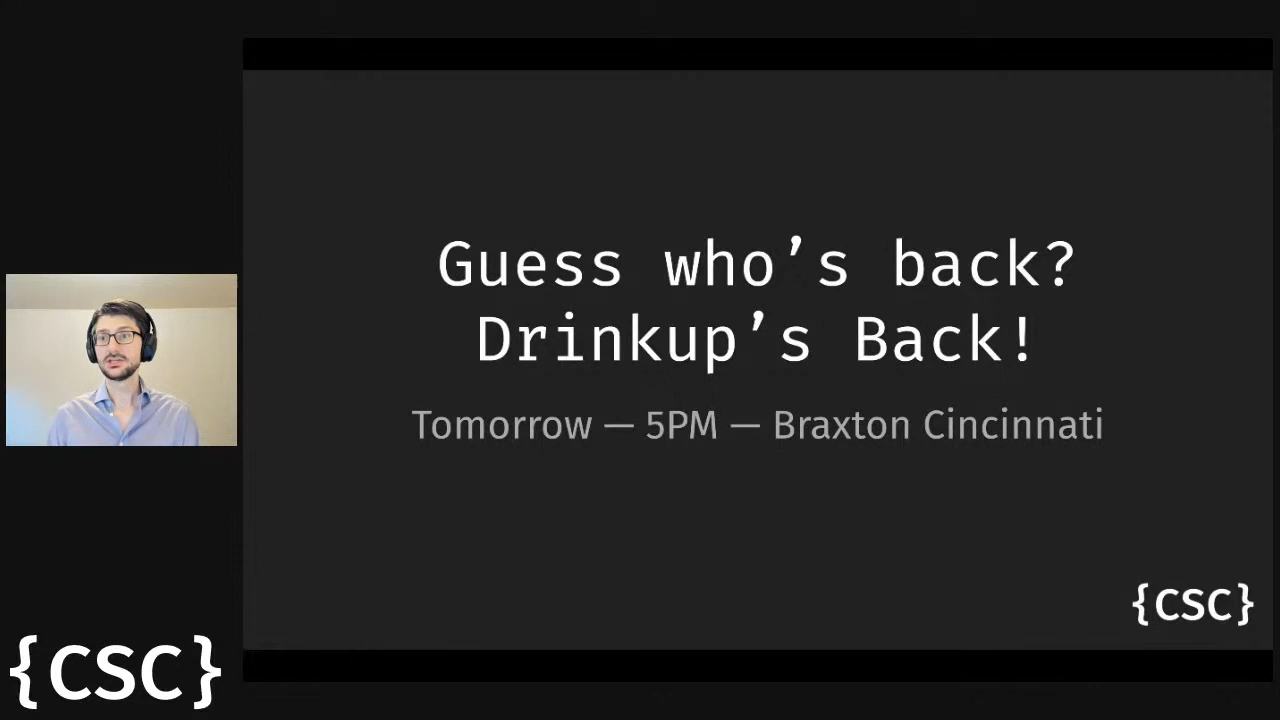 Guess who’s back?
Drinkup’s Back!
Tomorrow — 5PM — Braxton Cincinnati
{CSC}
{CSC}